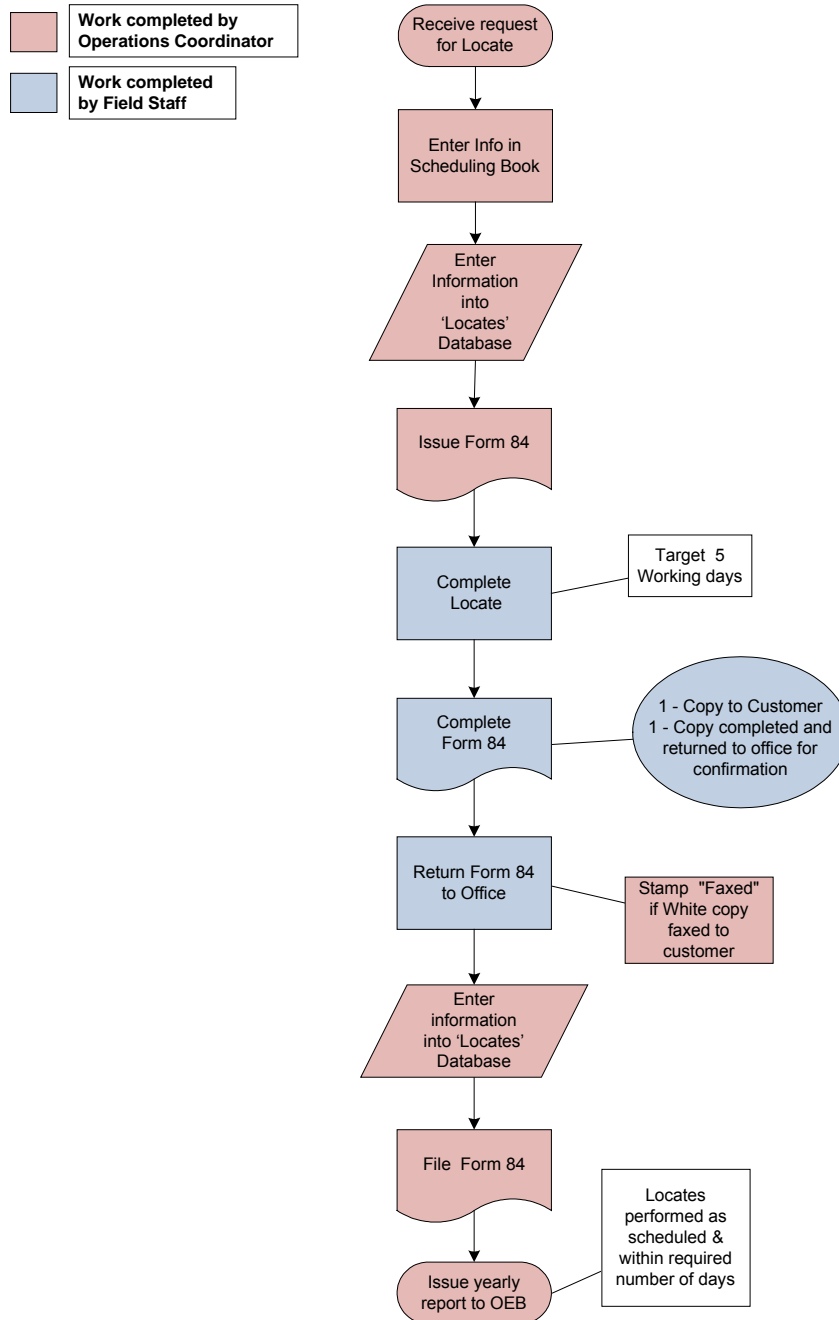 Work completed by
Operations Coordinator
Work completed
by Field Staff
Receive request
for Locate
Enter Info in
Scheduling Book
Enter
Information
into
‘Locates’
Database
Issue Form 84
Complete
Locate
Target 5
Working days
Complete
Form 84
1 - Copy to Customer
1 - Copy completed and
returned to office for
confirmation
Return Form 84
to Office
Stamp "Faxed"
if White copy
faxed to
customer
Enter
information
into ‘Locates’
Database
File Form 84
Locates
performed as
scheduled &
within required
number of days
Issue yearly
report to OEB